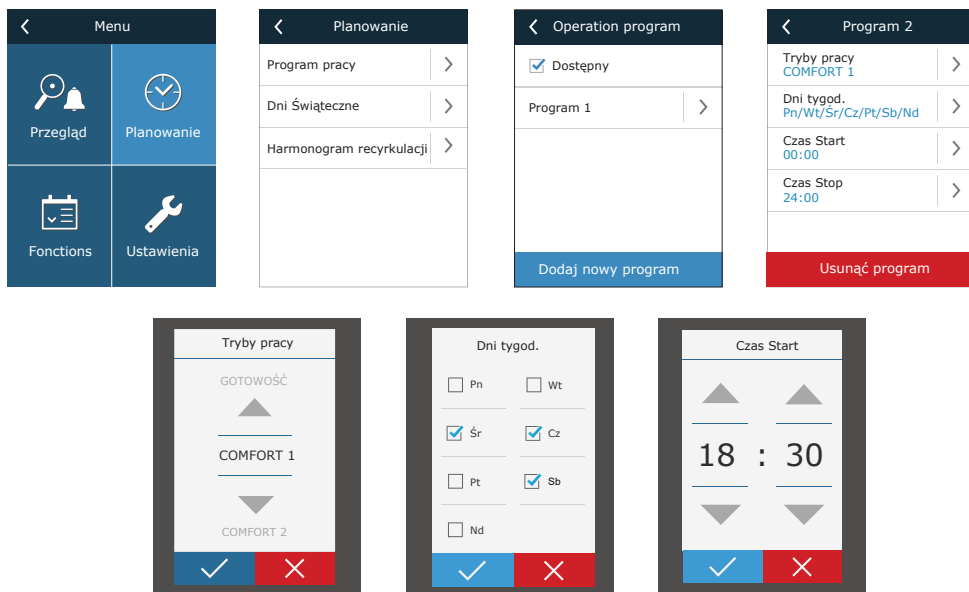 Menu
Przegląd
Planowanie
Fonctions
Ustawienia
Planowanie
Program pracy
Dni Świąteczne
Harmonogram recyrkulacji
Operation program
Dostępny
Program 1
Dodaj nowy program
Program 2
Tryby pracy
COMFORT 1
Dni tygod.
Pn/Wt/Śr/Cz/Pt/Sb/Nd
Czas Start
00:00
Czas Stop
24:00
Usunąć program
Tryby pracy
GOTOWOŚĆ
COMFORT 1
COMFORT 2
Dni tygod.
Pn
Wt
Śr
Cz
Pt
Sb
Nd
Czas Start
18 : 30